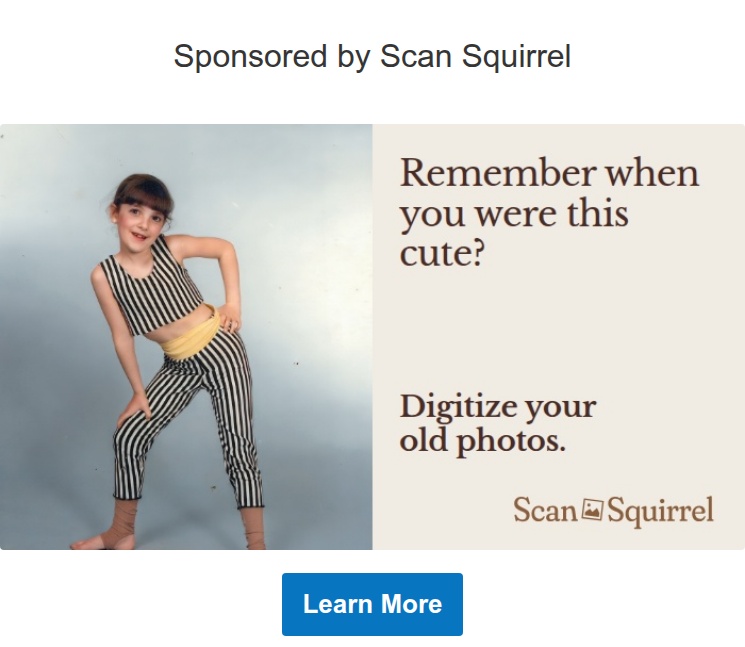 Sponsored by Scan Squirrel
Remember when
you were this
cute?
Digitize your
old photos.
Scan Squirrel
Learn More